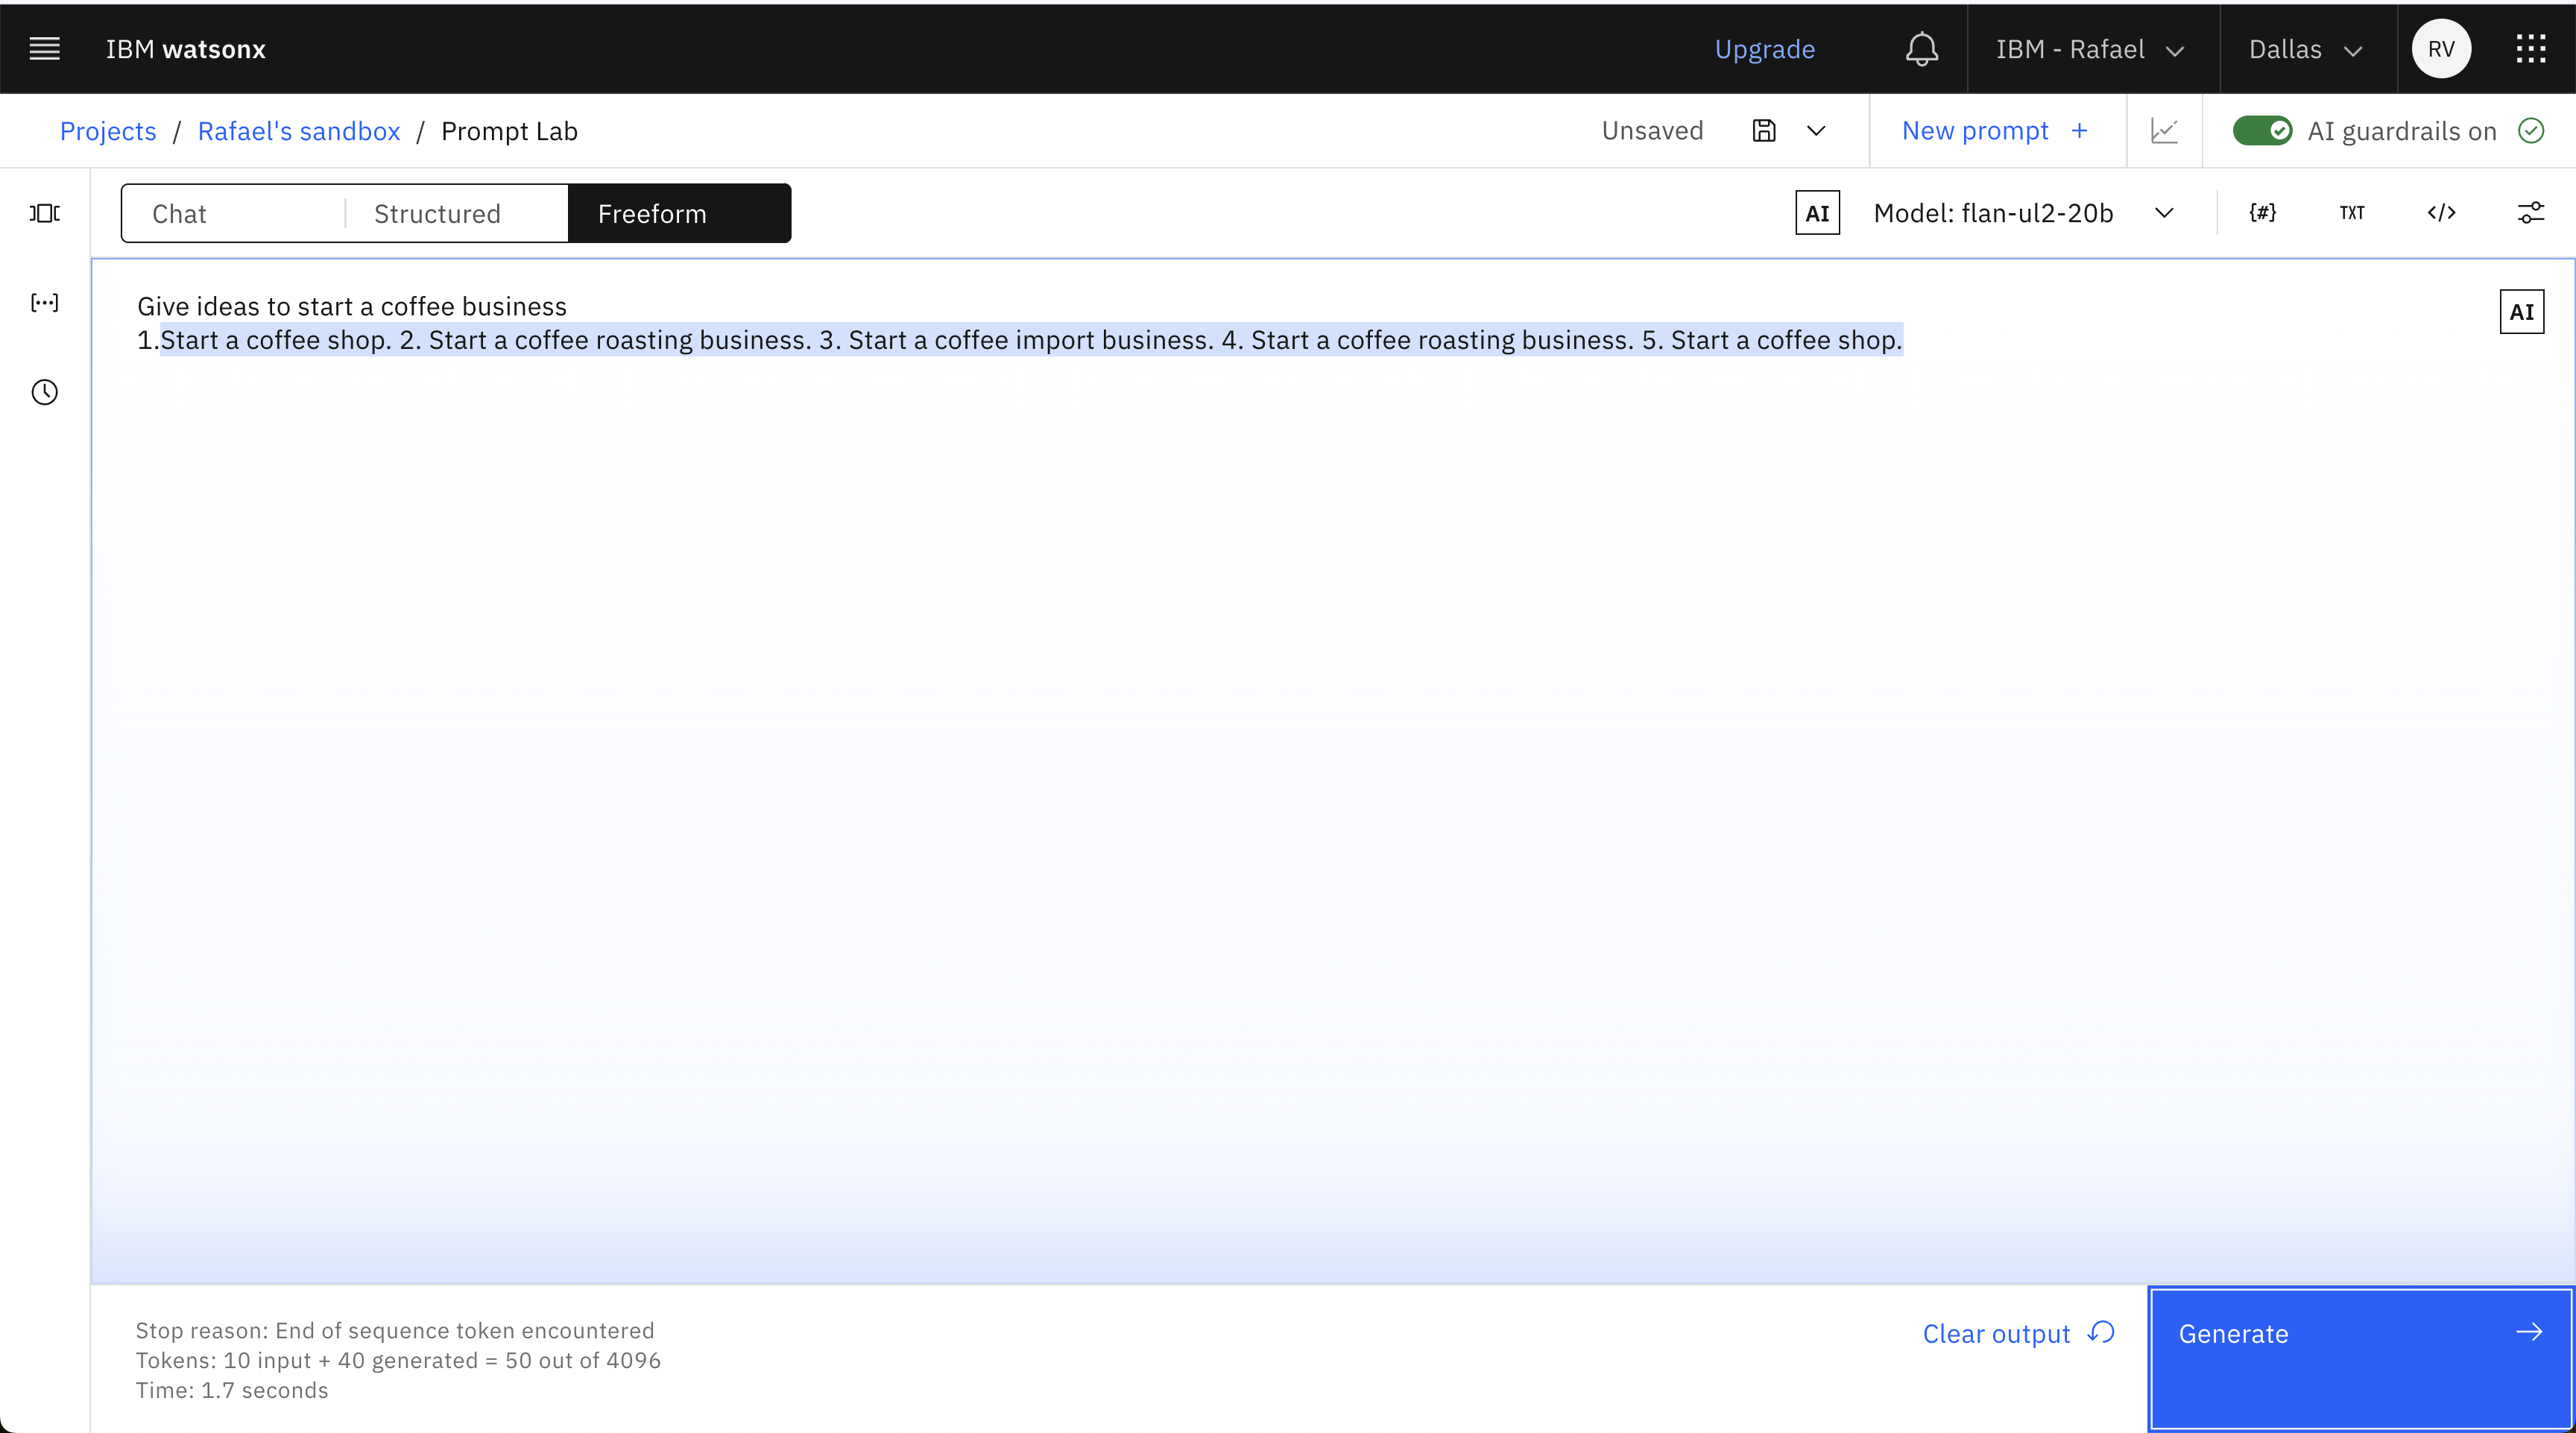 IBM watsonx
Upgrade
IBM - Rafael
Dallas
RV
Projects / Rafael's sandbox / Prompt Lab
Unsaved
New prompt +
AI guardrails on
Chat
Structured
Freeform
AI
Model: flan-ul2-20b
{#}
TXT
</>
Give ideas to start a coffee business
AI
1.Start a coffee shop. 2. Start a coffee roasting business. 3. Start a coffee import business. 4. Start a coffee roasting business. 5. Start a coffee shop.
Stop reason: End of sequence token encountered
Tokens: 10 input + 40 generated = 50 out of 4096
Time: 1.7 seconds
Clear output
Generate